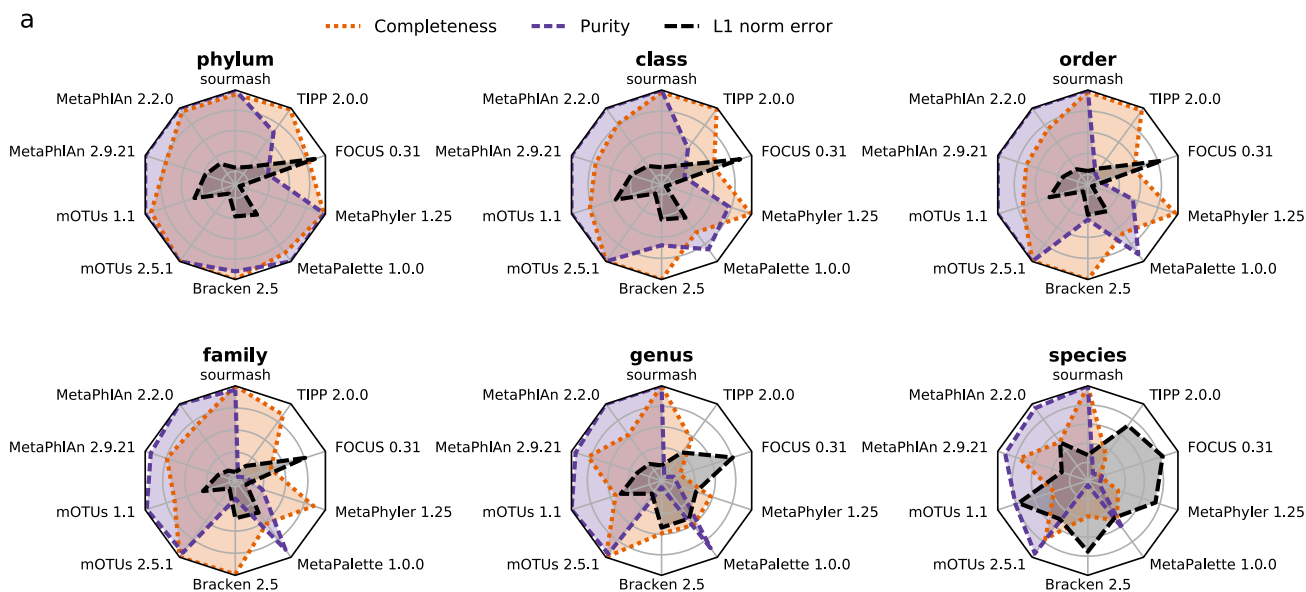 a
Completeness Purity L1 norm error
phylum
sourmash
MetaPhlAn 2.2.0 TIPP 2.0.0
MetaPhlAn 2.9.21 FOCUS 0.31
mOTUs 1.1 MetaPhyler 1.25
mOTUs 2.5.1 MetaPalette 1.0.0
Bracken 2.5
class
sourmash
MetaPhlAn 2.2.0 TIPP 2.0.0
MetaPhlAn 2.9.21 FOCUS 0.31
mOTUs 1.1 MetaPhyler 1.25
mOTUs 2.5.1 MetaPalette 1.0.0
Bracken 2.5
order
sourmash
MetaPhlAn 2.2.0 TIPP 2.0.0
MetaPhlAn 2.9.21 FOCUS 0.31
mOTUs 1.1 MetaPhyler 1.25
mOTUs 2.5.1 MetaPalette 1.0.0
Bracken 2.5
family
sourmash
MetaPhlAn 2.2.0 TIPP 2.0.0
MetaPhlAn 2.9.21 FOCUS 0.31
mOTUs 1.1 MetaPhyler 1.25
mOTUs 2.5.1 MetaPalette 1.0.0
Bracken 2.5
genus
sourmash
MetaPhlAn 2.2.0 TIPP 2.0.0
MetaPhlAn 2.9.21 FOCUS 0.31
mOTUs 1.1 MetaPhyler 1.25
mOTUs 2.5.1 MetaPalette 1.0.0
Bracken 2.5
species
sourmash
MetaPhlAn 2.2.0 TIPP 2.0.0
MetaPhlAn 2.9.21 FOCUS 0.31
mOTUs 1.1 MetaPhyler 1.25
mOTUs 2.5.1 MetaPalette 1.0.0
Bracken 2.5